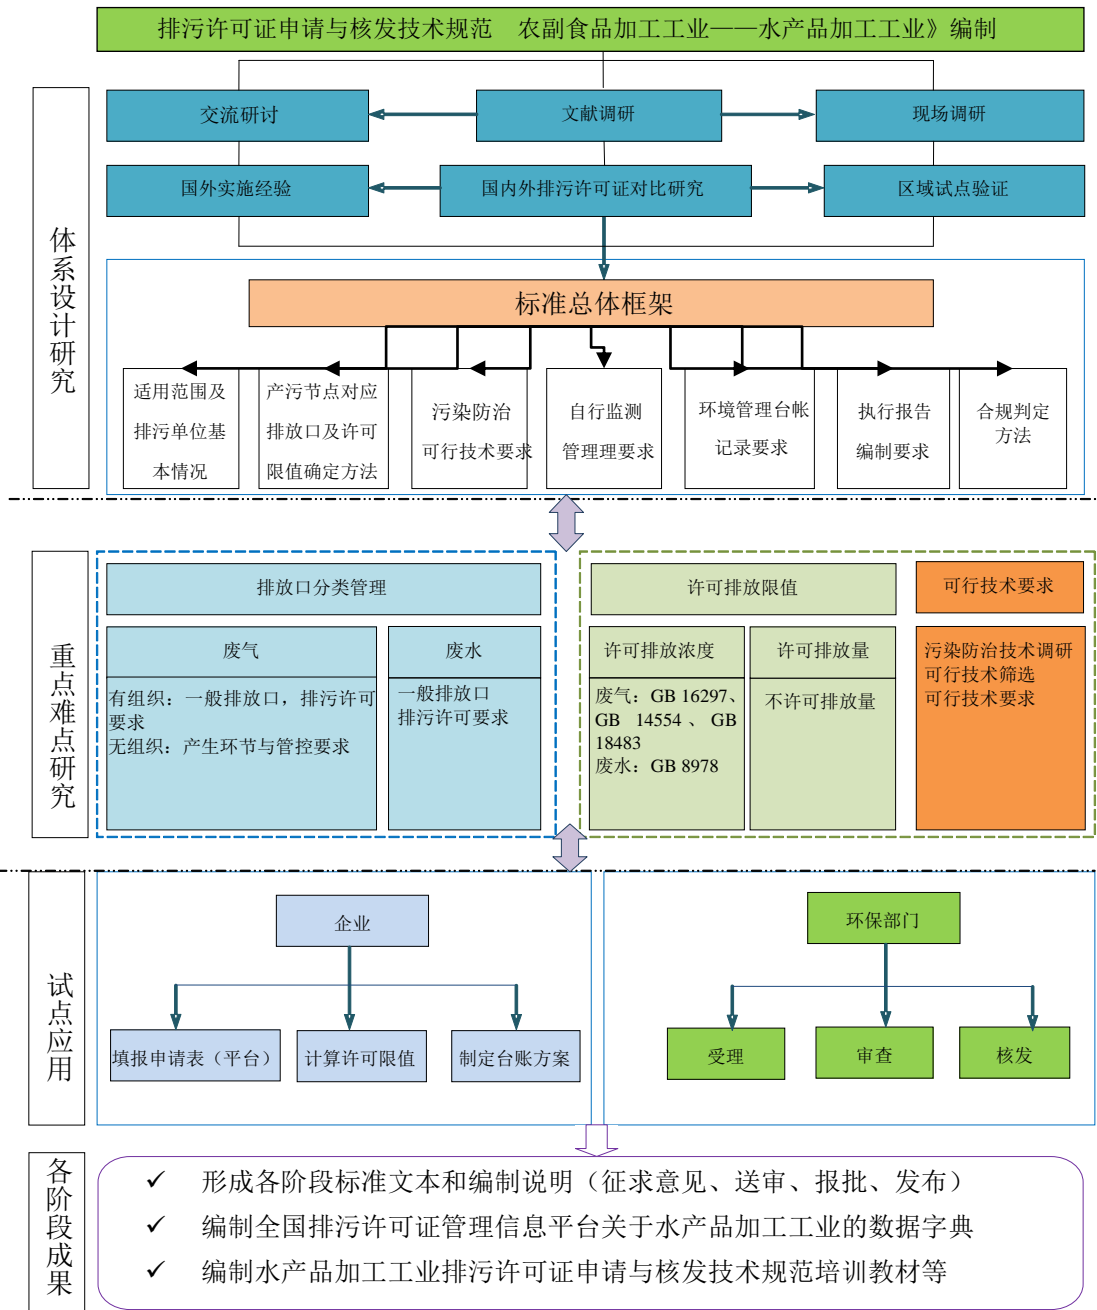 排污许可证申请与核发技术规范　农副食品加工工业——水产品加工工业》编制
体系设计研究
交流研讨
文献调研
现场调研
国外实施经验
国内外排污许可证对比研究
区域试点验证
标准总体框架
适用范围及
排污单位基
本情况
产污节点对应
排放口及许可
限值确定方法
污染防治
可行技术要求
自行监测
管理理要求
环境管理台帐
记录要求
执行报告
编制要求
合规判定
方法
重点难点研究
排放口分类管理
废气
有组织：一般排放口，排污许可
要求
无组织：产生环节与管控要求
废水
一般排放口
排污许可要求
许可排放限值
许可排放浓度
废气：GB 16297、
GB 14554、GB
18483
废水：GB 8978
许可排放量
不许可排放量
可行技术要求
污染防治技术调研
可行技术筛选
可行技术要求
试点应用
企业
填报申请表（平台）
计算许可限值
制定台账方案
环保部门
受理
审查
核发
各阶段成果
✓ 形成各阶段标准文本和编制说明（征求意见、送审、报批、发布）
✓ 编制全国排污许可证管理信息平台关于水产品加工工业的数据字典
✓ 编制水产品加工工业排污许可证申请与核发技术规范培训教材等